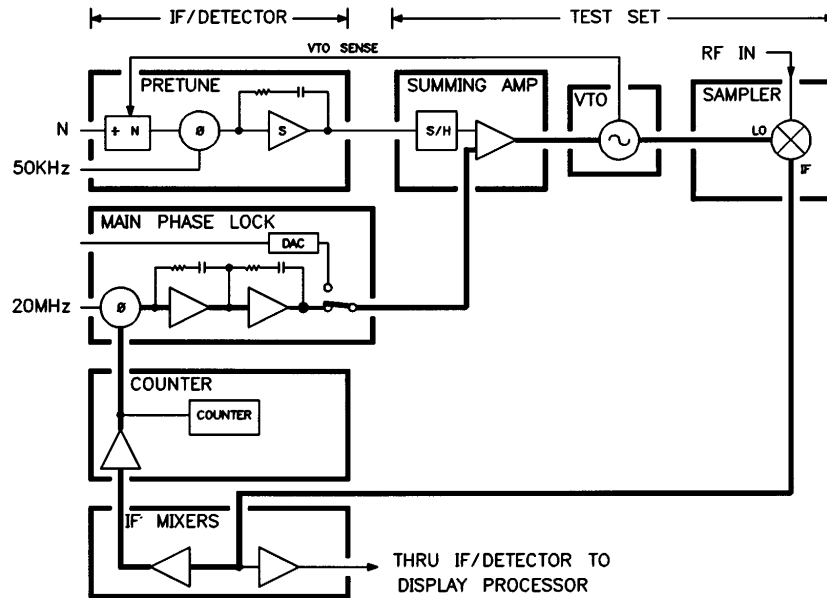 IF/DETECTOR
TEST SET
VTO SENSE
RF IN
PRETUNE
SUMMING AMP
VTO
SAMPLER
N
÷ N
ø
S
S/H
LO
IF
50KHz
MAIN PHASE LOCK
DAC
20MHz
ø
COUNTER
COUNTER
IF MIXERS
THRU IF/DETECTOR TO
DISPLAY PROCESSOR